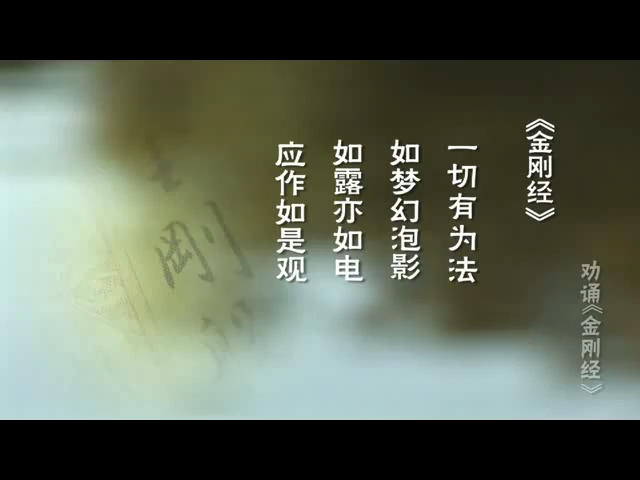 《金刚经》
一切有为法
如梦幻泡影
如露亦如电
应作如是观
劝诵《金刚经》
刚